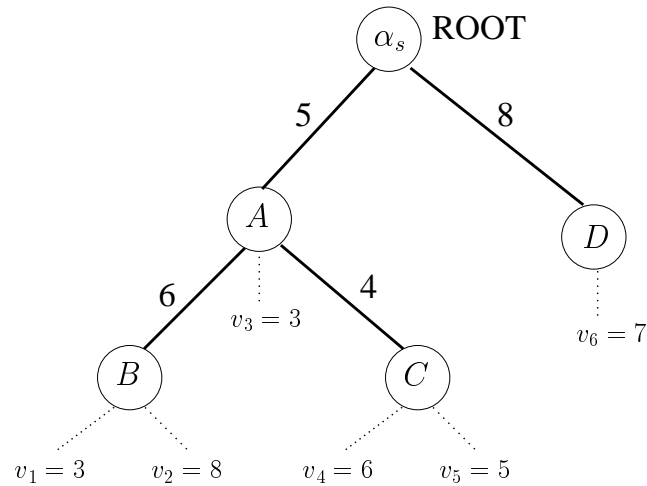 α_s ROOT
5
8
A
D
6
4
v_3 = 3
v_6 = 7
B
C
v_1 = 3
v_2 = 8
v_4 = 6
v_5 = 5